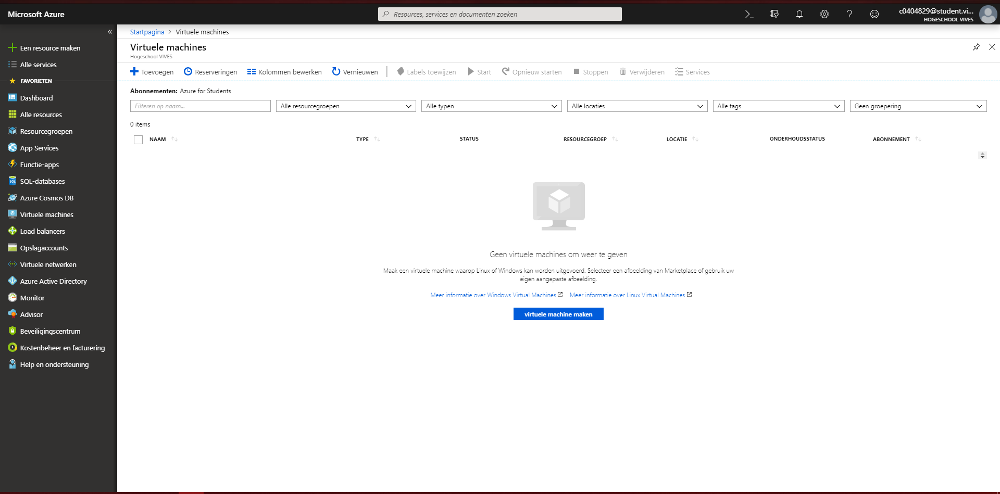 Microsoft Azure
Resources, services en documenten zoeken
c0404829@student.vi...
HOGESCHOOL VIVES
Een resource maken
Alle services
FAVORIETEN
Dashboard
Alle resources
Resourcegroepen
App Services
Functie-apps
SQL-databases
Azure Cosmos DB
Virtuele machines
Load balancers
Opslagaccounts
Virtuele netwerken
Azure Active Directory
Monitor
Advisor
Beveiligingscentrum
Kostenbeheer en facturering
Help en ondersteuning
Startpagina > Virtuele machines
Virtuele machines
Hogeschool VIVES
Toevoegen Reserveringen Kolommen bewerken Vernieuwen Labels toewijzen Start Opnieuw starten Stoppen Verwijderen Services
Abonnementen: Azure for Students
Filteren op naam... Alle resourcegroepen Alle typen Alle locaties Alle tags Geen groepering
0 items
NAAM TYPE STATUS RESOURCEGROEP LOCATIE ONDERHOUDSSTATUS ABONNEMENT
Geen virtuele machines om weer te geven
Maak een virtuele machine waarop Linux of Windows kan worden uitgevoerd. Selecteer een afbeelding van Marketplace of gebruik uw
eigen aangepaste afbeelding.
Meer informatie over Windows Virtual Machines Meer informatie over Linux Virtual Machines
virtuele machine maken